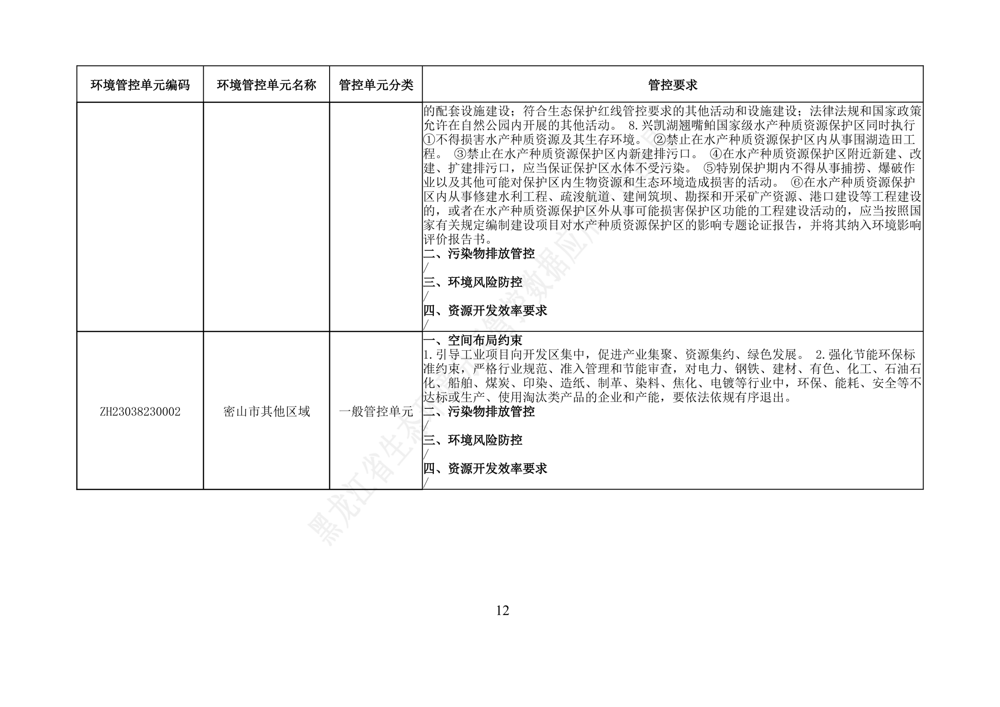 环境管控单元编码 环境管控单元名称 管控单元分类 管控要求
的配套设施建设；符合生态保护红线管控要求的其他活动和设施建设；法律法规和国家政策
允许在自然公园内开展的其他活动。 8.兴凯湖翘嘴鲌国家级水产种质资源保护区同时执行
①不得损害水产种质资源及其生存环境。 ②禁止在水产种质资源保护区内从事围湖造田工
程。 ③禁止在水产种质资源保护区内新建排污口。 ④在水产种质资源保护区附近新建、改
建、扩建排污口，应当保证保护区水体不受污染。 ⑤特别保护期内不得从事捕捞、爆破作
业以及其他可能对保护区内生物资源和生态环境造成损害的活动。 ⑥在水产种质资源保护
区内从事修建水利工程、疏浚航道、建闸筑坝、勘探和开采矿产资源、港口建设等工程建设
的，或者在水产种质资源保护区外从事可能损害保护区功能的工程建设活动的，应当按照国
家有关规定编制建设项目对水产种质资源保护区的影响专题论证报告，并将其纳入环境影响
评价报告书。
二、污染物排放管控
/
三、环境风险防控
/
四、资源开发效率要求
/
ZH23038230002 密山市其他区域 一般管控单元
一、空间布局约束
1.引导工业项目向开发区集中，促进产业集聚、资源集约、绿色发展。 2.强化节能环保标
准约束，严格行业规范、准入管理和节能审查，对电力、钢铁、建材、有色、化工、石油石
化、船舶、煤炭、印染、造纸、制革、染料、焦化、电镀等行业中，环保、能耗、安全等不
达标或生产、使用淘汰类产品的企业和产能，要依法依规有序退出。
二、污染物排放管控
/
三、环境风险防控
/
四、资源开发效率要求
/
12